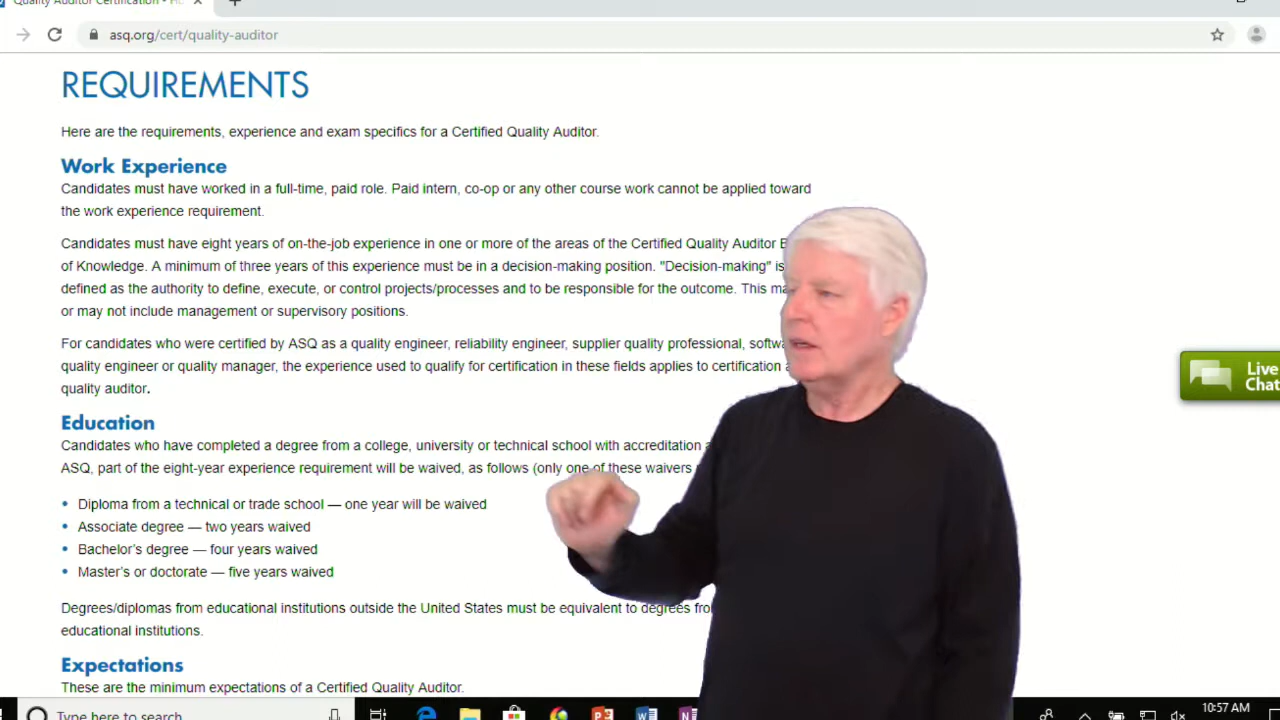 Quality Auditor Certification - H
asq.org/cert/quality-auditor
REQUIREMENTS
Here are the requirements, experience and exam specifics for a Certified Quality Auditor.
Work Experience
Candidates must have worked in a full-time, paid role. Paid intern, co-op or any other course work cannot be applied toward
the work experience requirement.
Candidates must have eight years of on-the-job experience in one or more of the areas of the Certified Quality Auditor
of Knowledge. A minimum of three years of this experience must be in a decision-making position. "Decision-making" is
defined as the authority to define, execute, or control projects/processes and to be responsible for the outcome. This
or may not include management or supervisory positions.
For candidates who were certified by ASQ as a quality engineer, reliability engineer, supplier quality professional,
quality engineer or quality manager, the experience used to qualify for certification in these fields applies to certification
quality auditor.
Education
Candidates who have completed a degree from a college, university or technical school with accreditation
ASQ, part of the eight-year experience requirement will be waived, as follows (only one of these waivers
• Diploma from a technical or trade school — one year will be waived
• Associate degree — two years waived
• Bachelor's degree — four years waived
• Master's or doctorate — five years waived
Degrees/diplomas from educational institutions outside the United States must be equivalent to degrees
educational institutions.
Expectations
These are the minimum expectations of a Certified Quality Auditor.
Live
Chat
Type here to search
10:57 AM